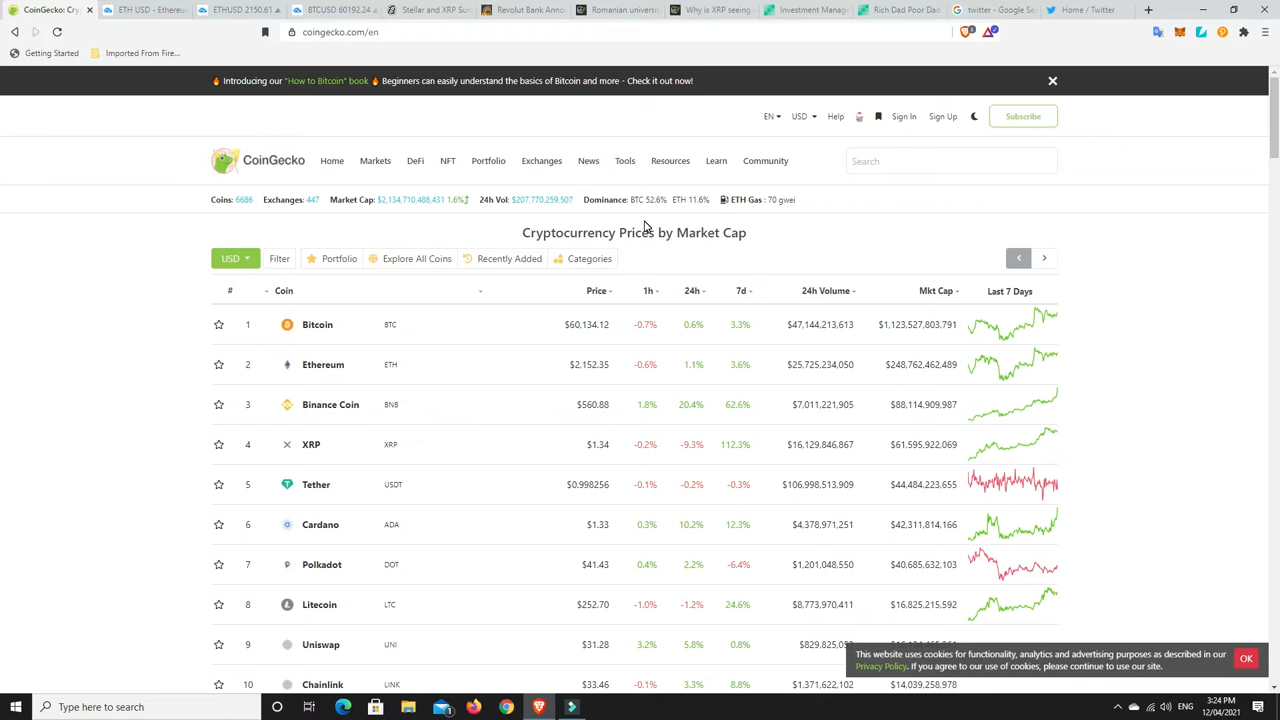 CoinGecko: Cry
ETH USD - Ethere
ETHUSD 2150.61
BTCUSD 60192.24
Stellar and XRP Sur
Revolut Bank Anno
Romanian universi
Why is XRP seeing
Investment Manag
Rich Dad Poor Dad
twitter - Google Se
Home / Twitter
coingecko.com/en
Getting Started Imported From Fire...
Introducing our "How to Bitcoin" book Beginners can easily understand the basics of Bitcoin and more - Check it out now!
EN USD Help Sign In Sign Up Subscribe
CoinGecko Home Markets DeFi NFT Portfolio Exchanges News Tools Resources Learn Community Search
Coins: 6686 Exchanges: 447 Market Cap: $2,134,710,488,431 1.6% 24h Vol: $207,770,259,507 Dominance: BTC 52.6% ETH 11.6% ETH Gas: 70 gwei
Cryptocurrency Prices by Market Cap
USD Filter Portfolio Explore All Coins Recently Added Categories
# Coin Price 1h 24h 7d 24h Volume Mkt Cap Last 7 Days
1 Bitcoin BTC $60,134.12 -0.7% 0.6% 3.3% $47,144,213,613 $1,123,527,803,791
2 Ethereum ETH $2,152.35 -0.6% 1.1% 3.6% $25,725,234,050 $248,762,462,489
3 Binance Coin BNB $560.88 1.8% 20.4% 62.6% $7,011,221,905 $88,114,909,987
4 XRP XRP $1.34 -0.2% -9.3% 112.3% $16,129,846,867 $61,595,922,069
5 Tether USDT $0.998256 -0.1% -0.2% -0.3% $106,998,513,909 $44,484,223,655
6 Cardano ADA $1.33 0.3% 10.2% 12.3% $4,378,971,251 $42,311,814,166
7 Polkadot DOT $41.43 0.4% 2.2% -6.4% $1,201,048,550 $40,685,632,103
8 Litecoin LTC $252.70 -1.0% -1.2% 24.6% $8,773,970,411 $16,825,215,592
9 Uniswap UNI $31.28 3.2% 5.8% 0.8%
10 Chainlink LINK $33.46 -0.1% 3.3% 8.8% $1,371,622,102 $14,039,258,978
This website uses cookies for functionality, analytics and advertising purposes as described in our
Privacy Policy. If you agree to our use of cookies, please continue to use our site.
OK
Type here to search
ENG
3:24 PM
12/04/2021